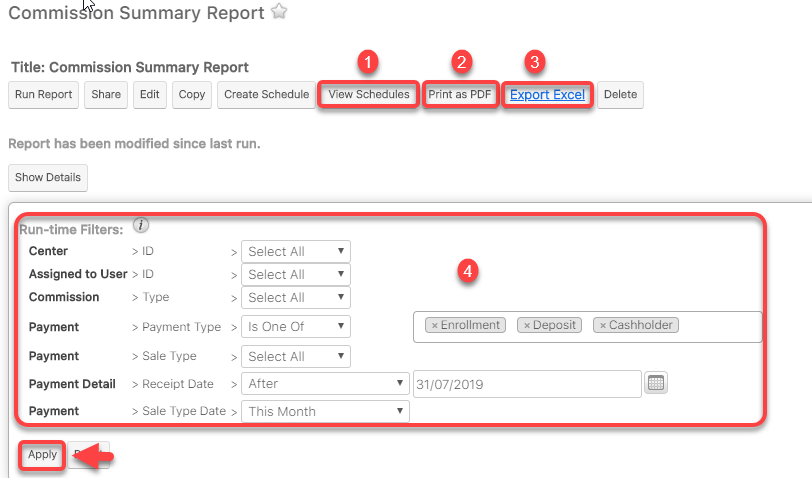 Commission Summary Report
Title: Commission Summary Report
1 2 3
Run Report Share Edit Copy Create Schedule View Schedules Print as PDF Export Excel Delete
Report has been modified since last run.
Show Details
Run-time Filters: i
Center > ID > Select All
Assigned to User > ID > Select All
4
Commission > Type > Select All
Payment > Payment Type > Is One Of × Enrollment × Deposit × Cashholder
Payment > Sale Type > Select All
Payment Detail > Receipt Date > After 31/07/2019
Payment > Sale Type Date > This Month
Apply